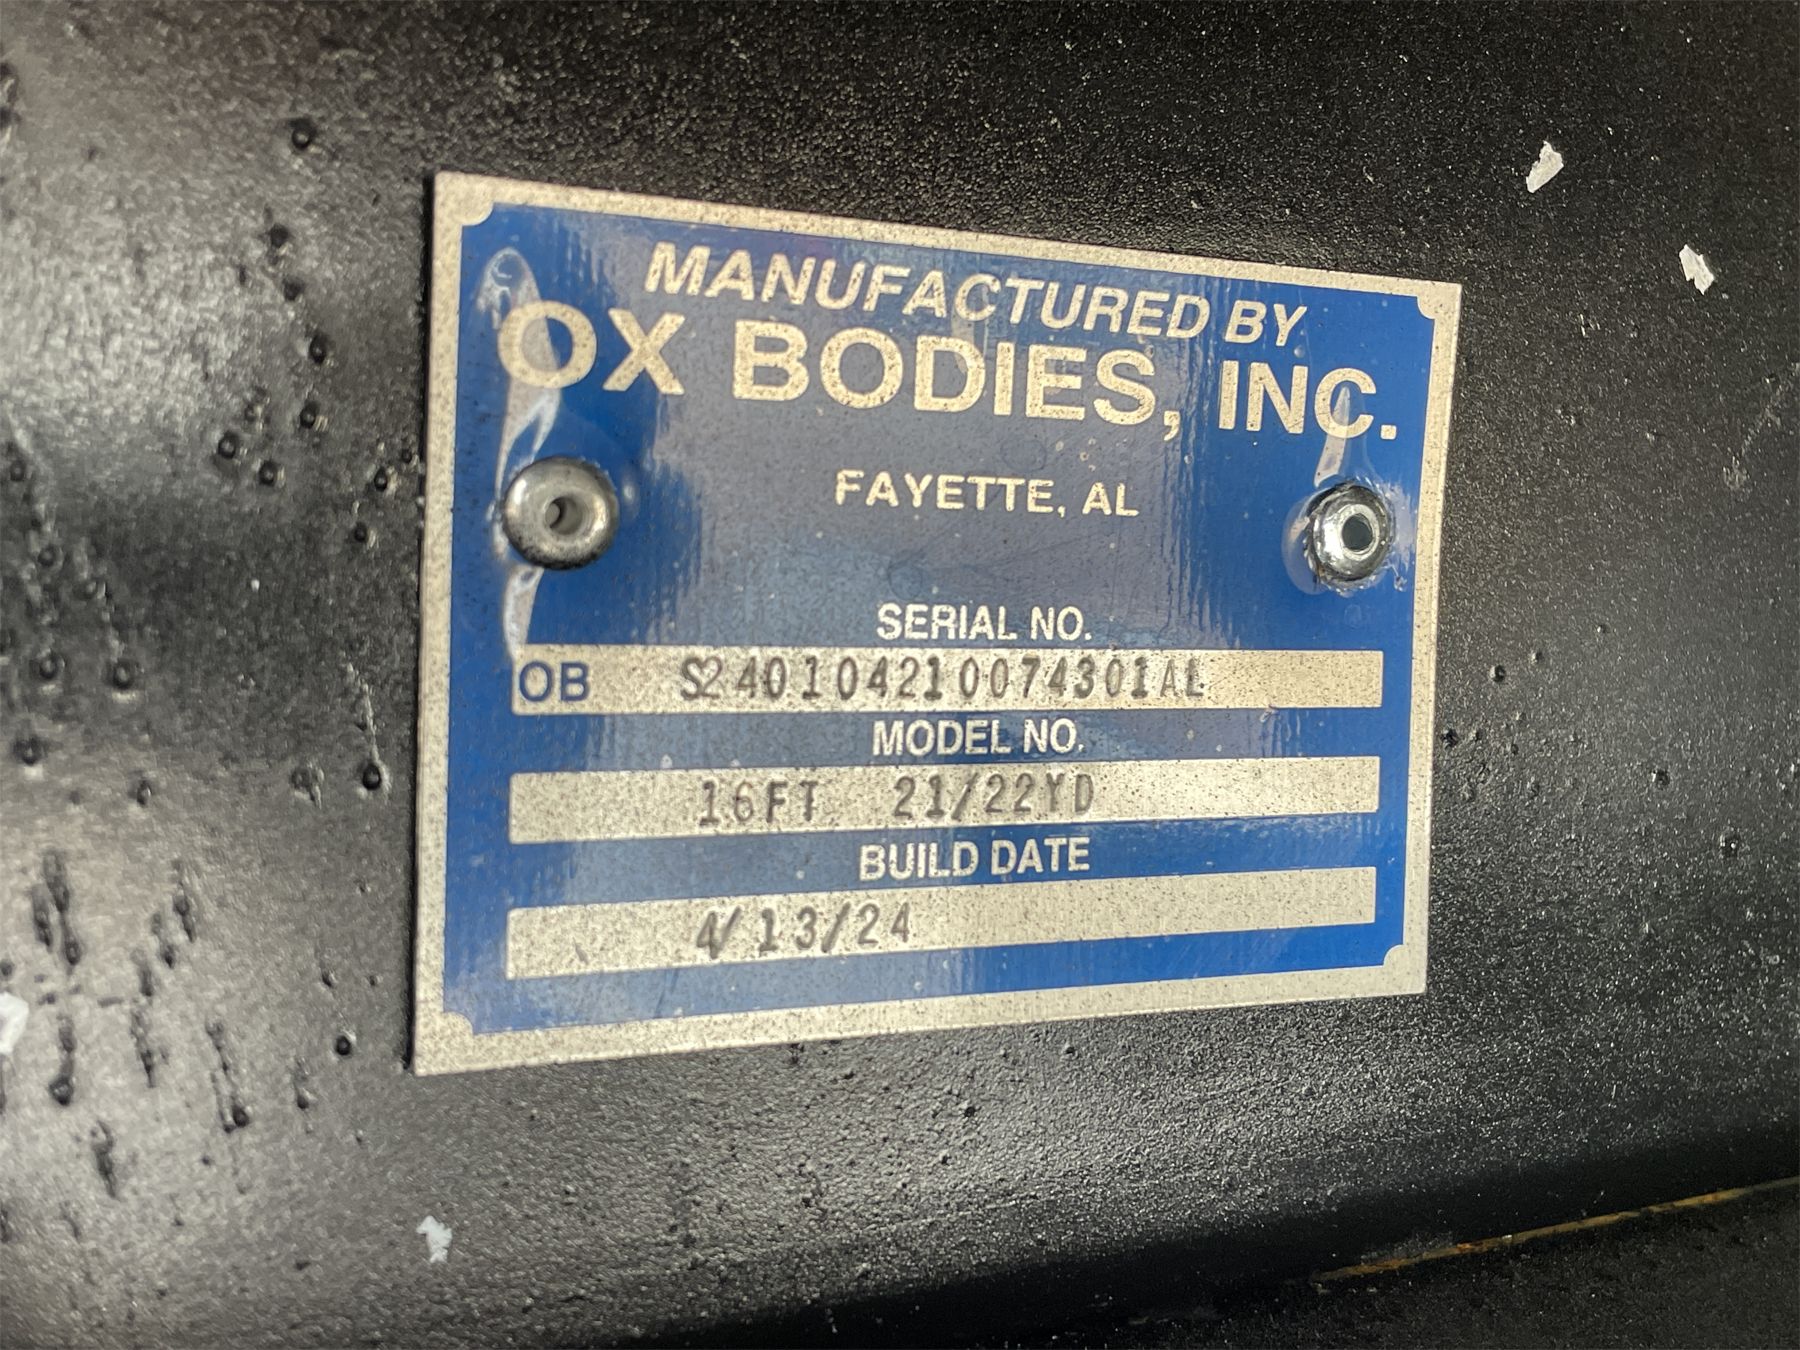 MANUFACTURED BY
OX BODIES, INC.
FAYETTE, AL
SERIAL NO.
OB S240104210074301AL
MODEL NO.
16FT 21/22YD
BUILD DATE
4/13/24